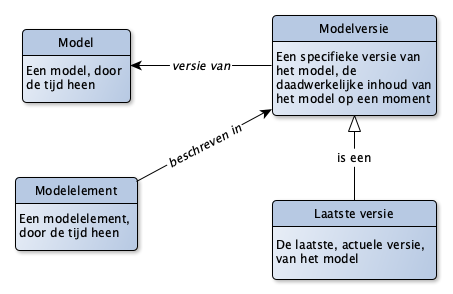 Model
Een model, door
de tijd heen
versie van
Modelversie
Een specifieke versie van
het model, de
daadwerkelijke inhoud van
het model op een moment
beschreven in
is een
Modelelement
Een modelelement,
door de tijd heen
Laatste versie
De laatste, actuele versie,
van het model